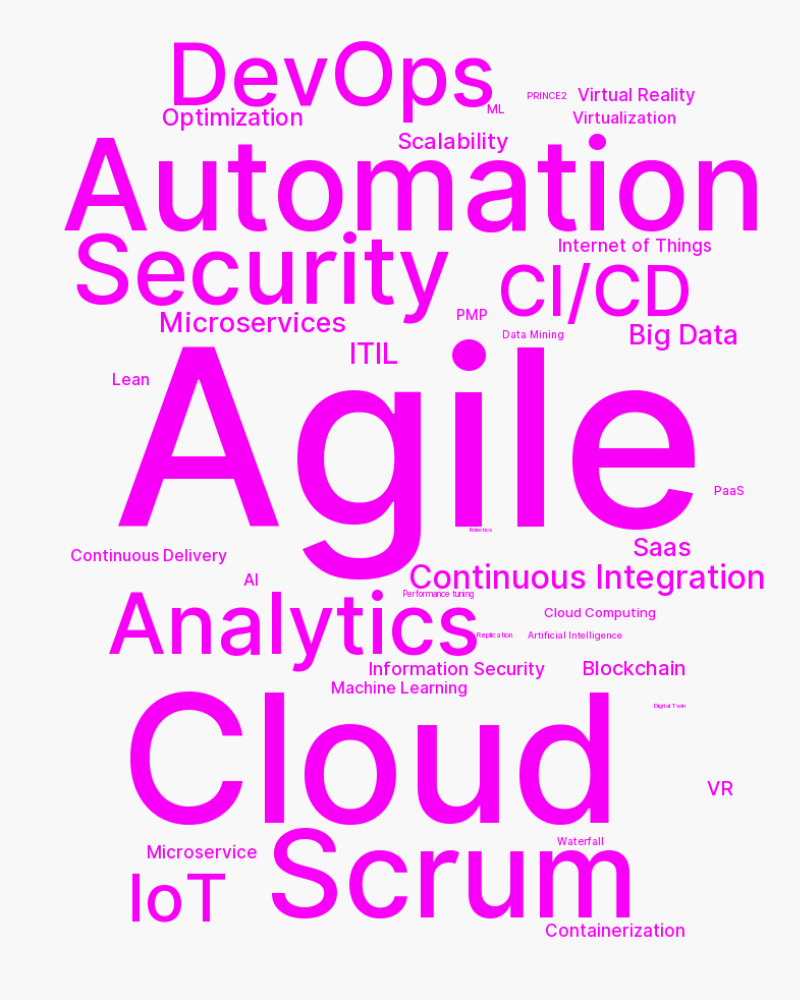 DevOps
PRINCE2
Virtual Reality
ML
Optimization
Virtualization
Scalability
Automation
Security
Internet of Things
CI/CD
PMP
Microservices
Data Mining
Big Data
ITIL
Lean
Agile
PaaS
Robotics
Saas
Continuous Delivery
AI
Continuous Integration
Performance tuning
Analytics
Cloud Computing
Replication
Artificial Intelligence
Information Security
Blockchain
Machine Learning
Digital Twin
Cloud
VR
Waterfall
Microservice
Scrum
IoT
Containerization